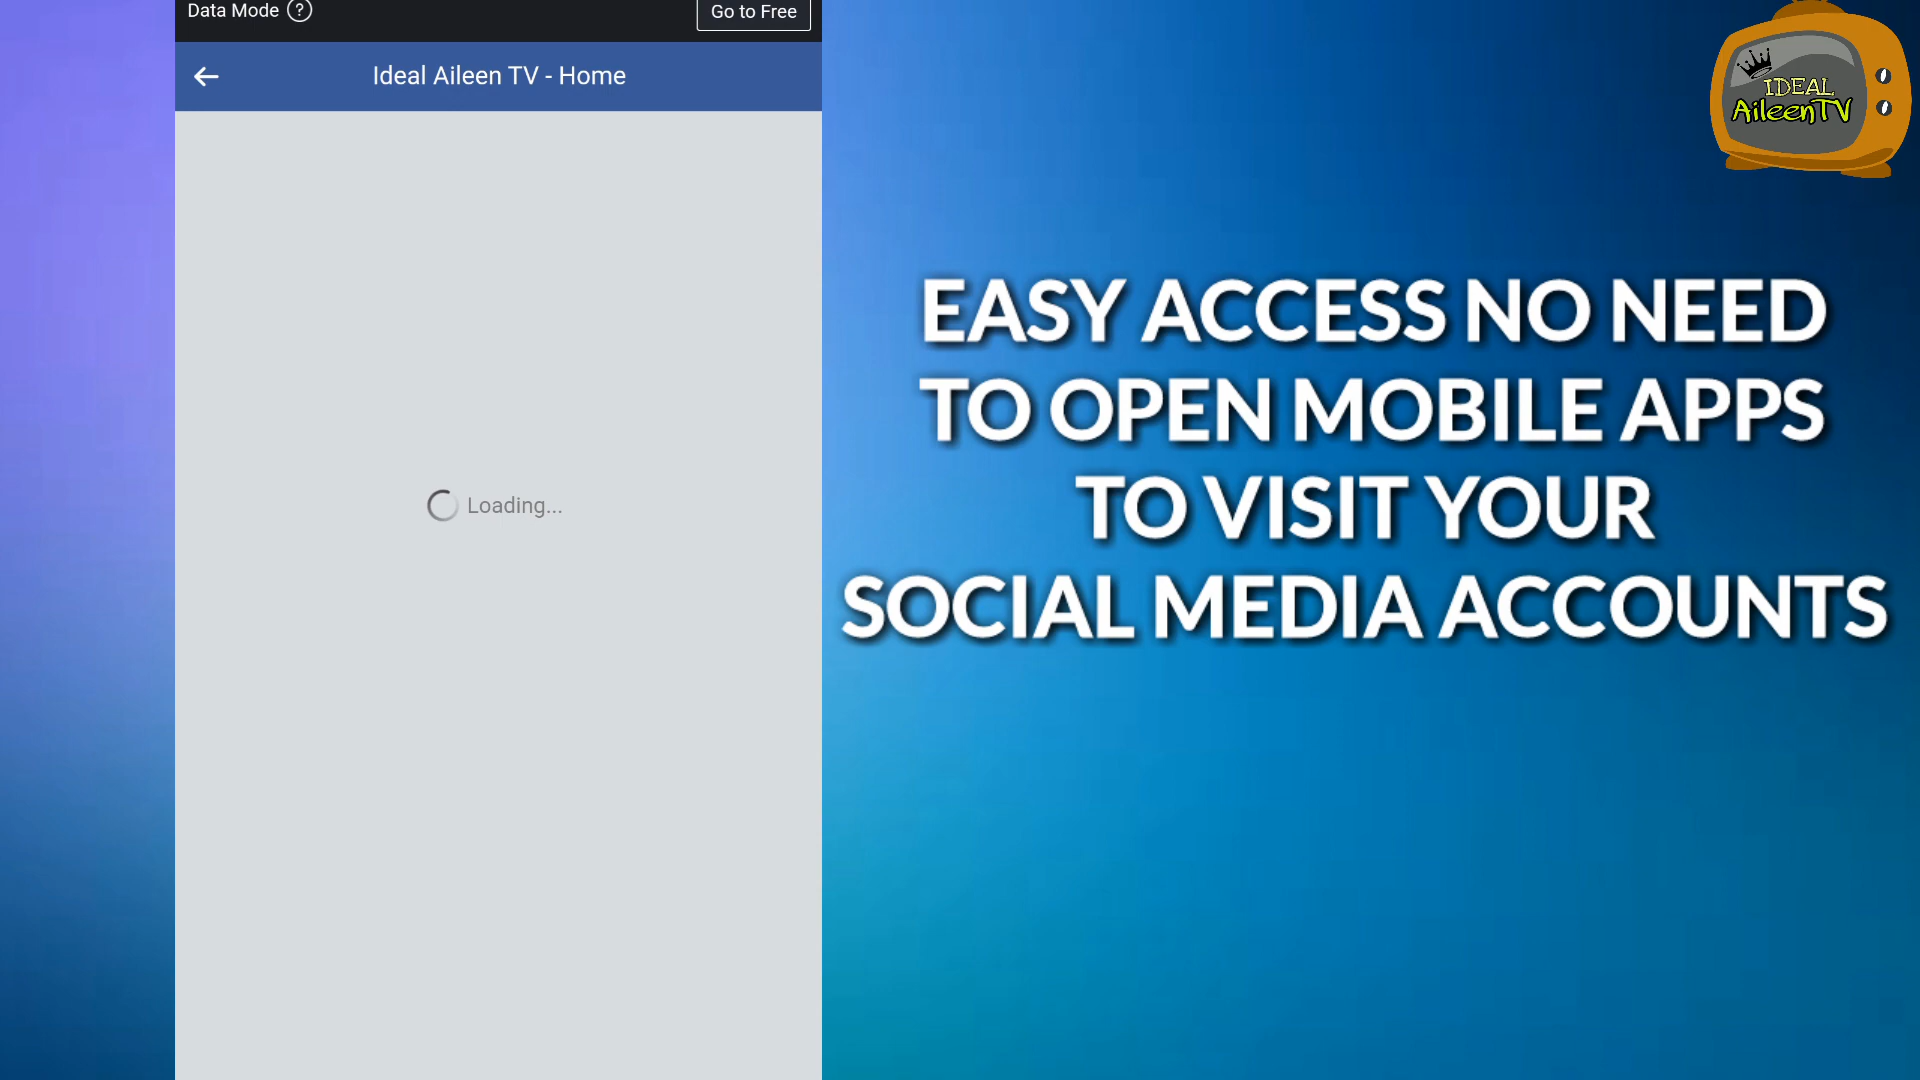 Data Mode ?
Go to Free
Ideal Aileen TV - Home
Loading...
IDEAL
AileenTV
EASY ACCESS NO NEED
TO OPEN MOBILE APPS
TO VISIT YOUR
SOCIAL MEDIA ACCOUNTS